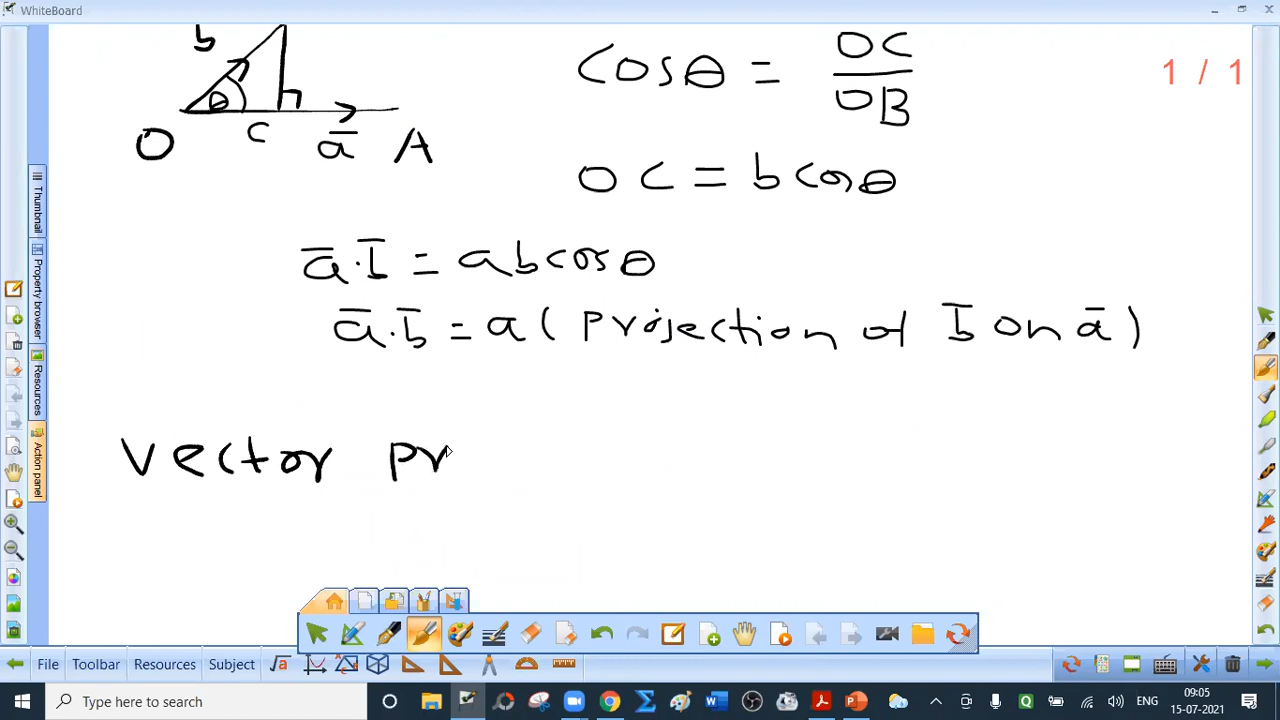 WhiteBoard
b
θ
O
C
a̅
A
cosθ = OC / OB
1 / 1
OC = b cosθ
a̅.b̅ = ab cosθ
a̅.b̅ = a ( projection of b̅ on a̅ )
vector pr
Thumbnail
Property browser
Resources
Action panel
File Toolbar Resources Subject
Type here to search
ENG
09:05
15-07-2021